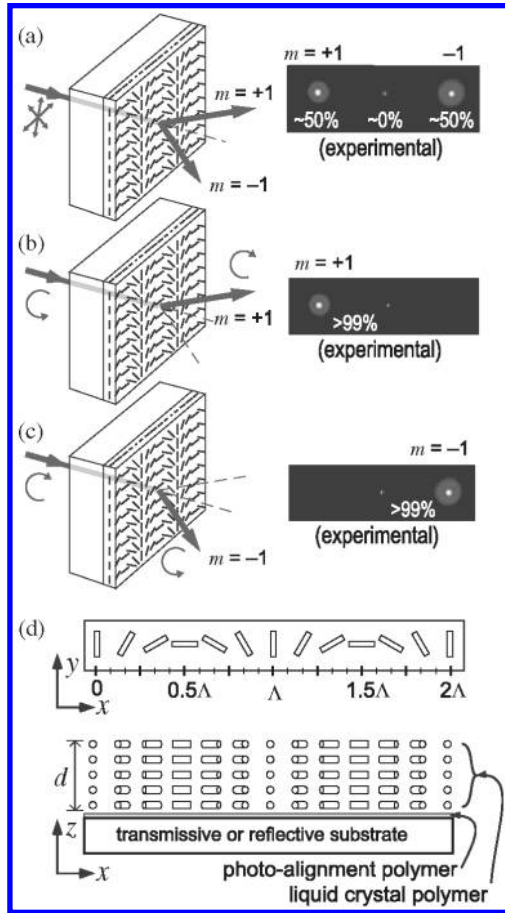 (a)
m = +1
m = −1
m = +1 −1
~50% ~0% ~50%
(experimental)
(b)
m = +1
m = +1
>99%
(experimental)
(c)
m = −1
m = −1
>99%
(experimental)
(d)
y
x
0 0.5Λ Λ 1.5Λ 2Λ
d
z
x
transmissive or reflective substrate
photo-alignment polymer
liquid crystal polymer